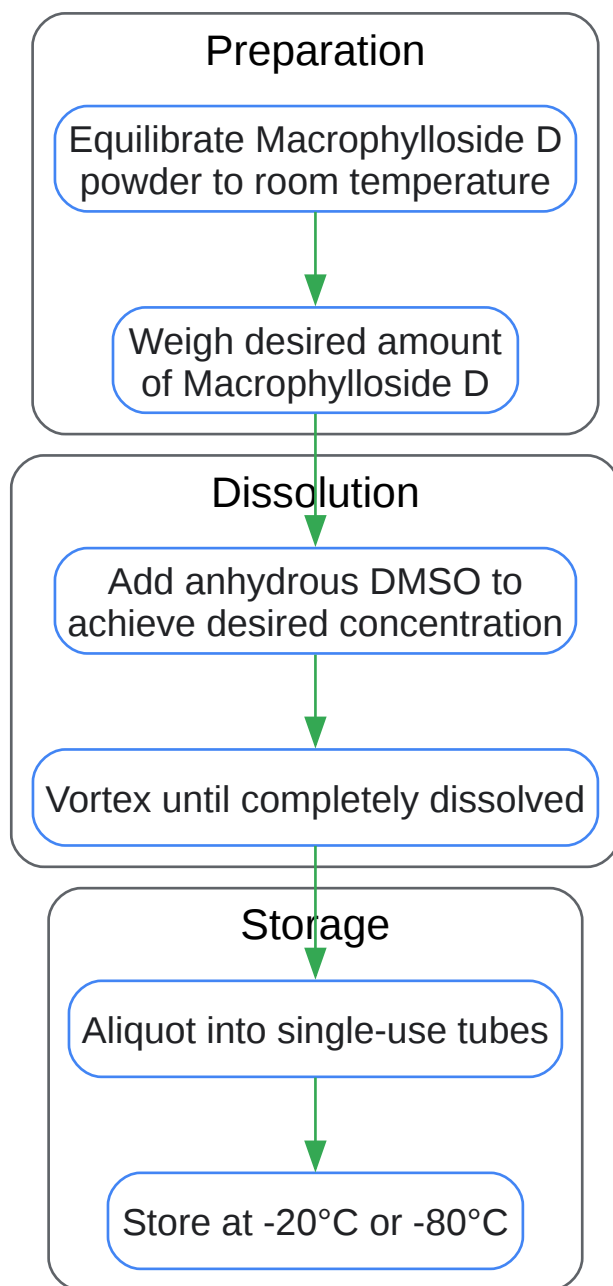 Preparation
Equilibrate Macrophylloside D
powder to room temperature
Weigh desired amount
of Macrophylloside D
Dissolution
Add anhydrous DMSO to
achieve desired concentration
Vortex until completely dissolved
Storage
Aliquot into single-use tubes
Store at -20°C or -80°C